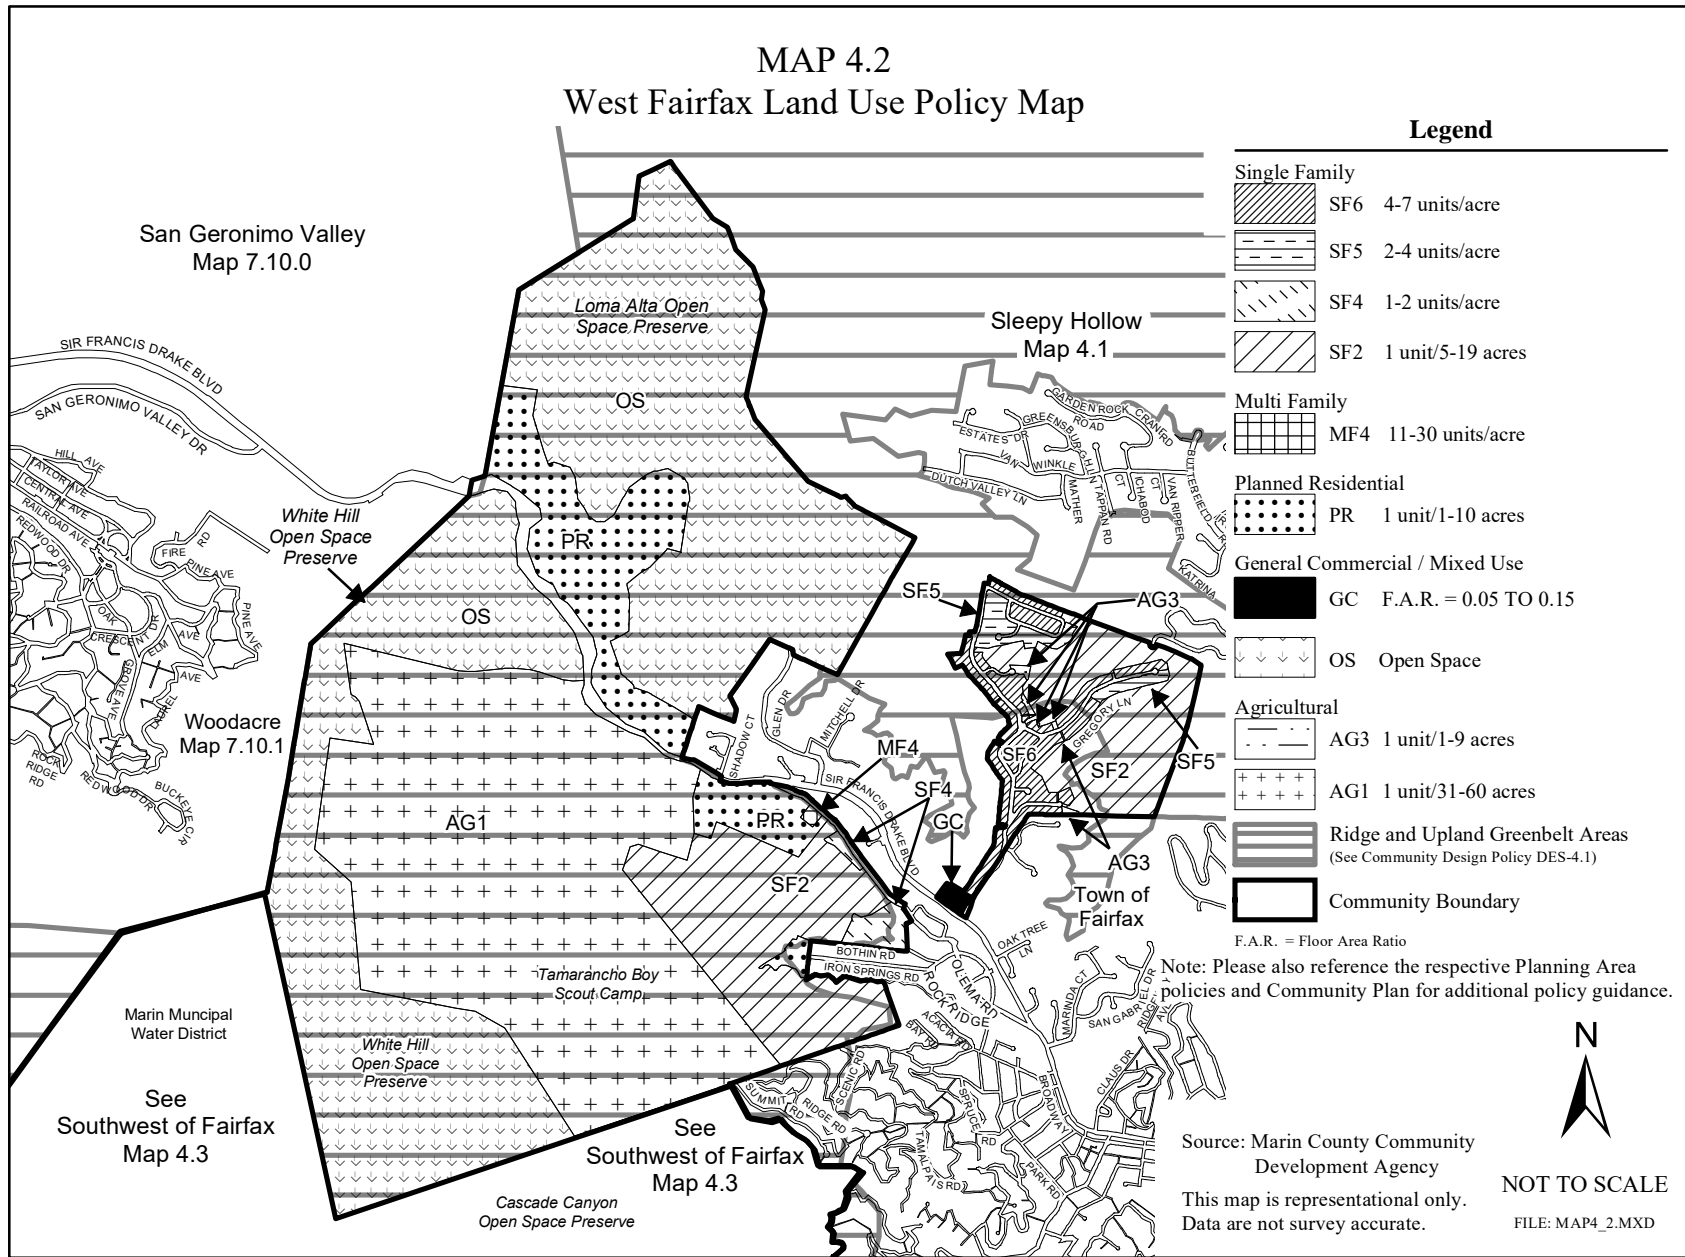 MAP 4.2
West Fairfax Land Use Policy Map
Legend
Single Family
SF6 4-7 units/acre
SF5 2-4 units/acre
SF4 1-2 units/acre
SF2 1 unit/5-19 acres
Multi Family
MF4 11-30 units/acre
Planned Residential
PR 1 unit/1-10 acres
General Commercial / Mixed Use
GC F.A.R. = 0.05 TO 0.15
OS Open Space
Agricultural
AG3 1 unit/1-9 acres
AG1 1 unit/31-60 acres
Ridge and Upland Greenbelt Areas
(See Community Design Policy DES-4.1)
Community Boundary
F.A.R. = Floor Area Ratio
Note: Please also reference the respective Planning Area
policies and Community Plan for additional policy guidance.
N
NOT TO SCALE
FILE: MAP4_2.MXD
Source: Marin County Community
Development Agency
This map is representational only.
Data are not survey accurate.
San Geronimo Valley
Map 7.10.0
Loma Alta Open
Space Preserve
Sleepy Hollow
Map 4.1
SIR FRANCIS DRAKE BLVD
SAN GERONIMO VALLEY DR
OS
GARDEN ROCK
CRANE RD
GREENSBURGH LN
ROAD
ESTATES DR
VAN WINKLE
DUTCH VALLEY LN
MATHER
TAPPAN RD
CT
ICHABOD
CT
VAN RIPPER
BUTTERFIELD
KATRINA
HILL AVE
TAYLOR AVE
CENTRAL AVE
RAILROAD AVE
REDWOOD DR
FIRE RD
PINE AVE
PINE AVE
OAK
CRESCENT DR
AVE
ELM
AVE
GROVE AVE
LAUREL
ROCK
RIDGE
RD
REDWOOD DR
BUCKEYE CIR
White Hill
Open Space
Preserve
Woodacre
Map 7.10.1
PR
OS
SF5
AG3
GREGORY LN
SF6
SF2
SF5
SHADOW CT
GLEN DR
MITCHELL DR
MF4
SIR FRANCIS DRAKE BLVD
SF4
GC
AG3
AG1
PR
SF2
Town of
Fairfax
BOTHIN RD
IRON SPRINGS RD
OAK TREE
LN
OLEMA RD
ROCKRIDGE
MARINDA CT
SAN GABRIEL DR
RIDGE
AVE
Tamarancho Boy
Scout Camp
White Hill
Open Space
Preserve
Marin Muncipal
Water District
See
Southwest of Fairfax
Map 4.3
See
Southwest of Fairfax
Map 4.3
Cascade Canyon
Open Space Preserve
ACACIA RD
BAY RD
SCENIC RD
SUMMIT RD
RIDGE RD
SPRUCE RD
TAMALPAIS RD
BROADWAY
PARK RD
CLAUS DR